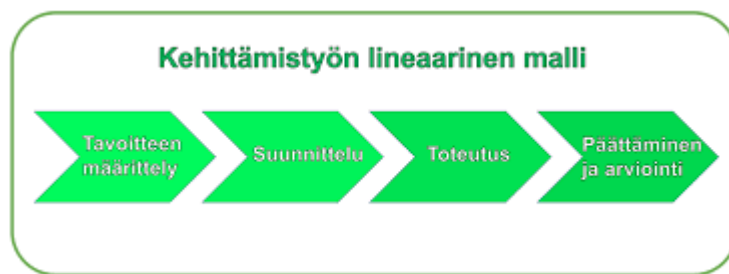 Kehittämistyön lineaarinen malli
Tavoitteen
määrittely
Suunnittelu
Toteutus
Päättäminen
ja arviointi